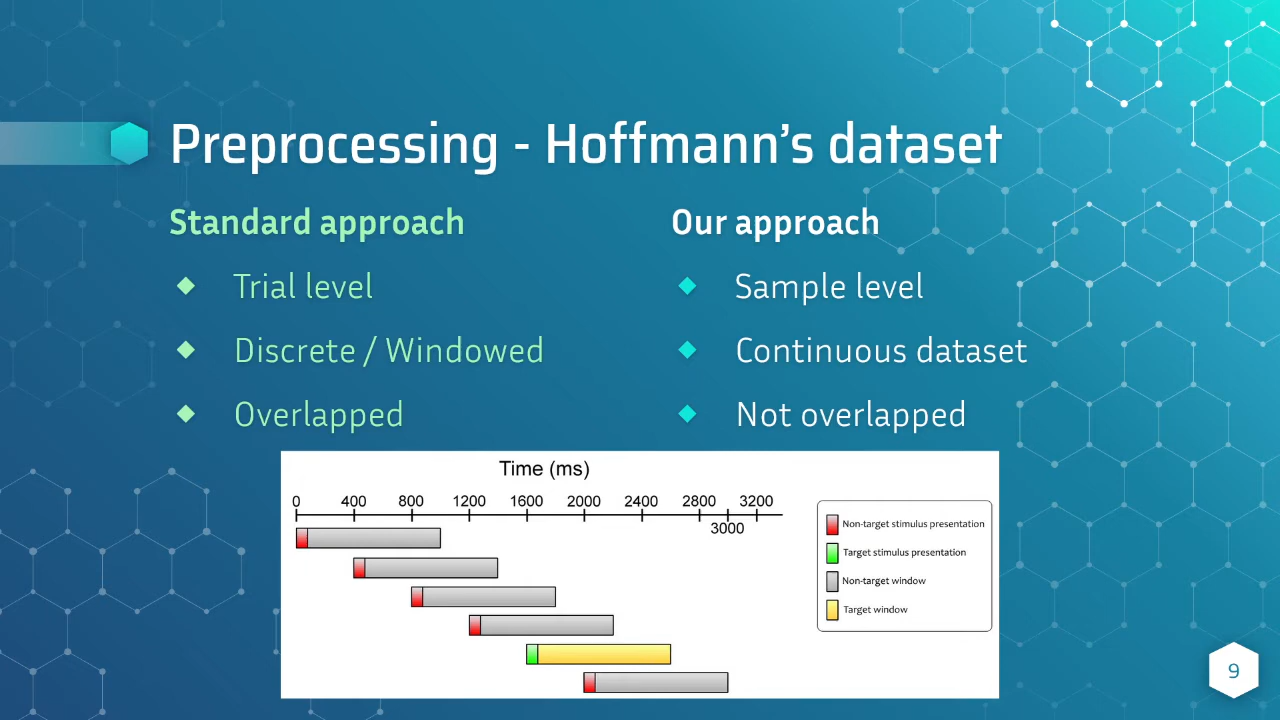 Preprocessing - Hoffmann's dataset
Standard approach
Trial level
Discrete / Windowed
Overlapped
Our approach
Sample level
Continuous dataset
Not overlapped
Time (ms)
0 400 800 1200 1600 2000 2400 2800 3200
3000
Non-target stimulus presentation
Target stimulus presentation
Non-target window
Target window
9